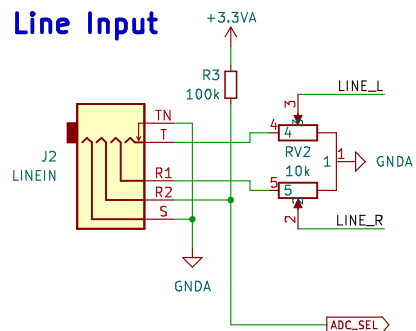 Line Input
+3.3VA
R3
100k
LINE_L
3
TN
T
4
4
J2
LINEIN
RV2
10k
1
1
GNDA
R1
5
5
R2
S
2
LINE_R
GNDA
ADC_SEL